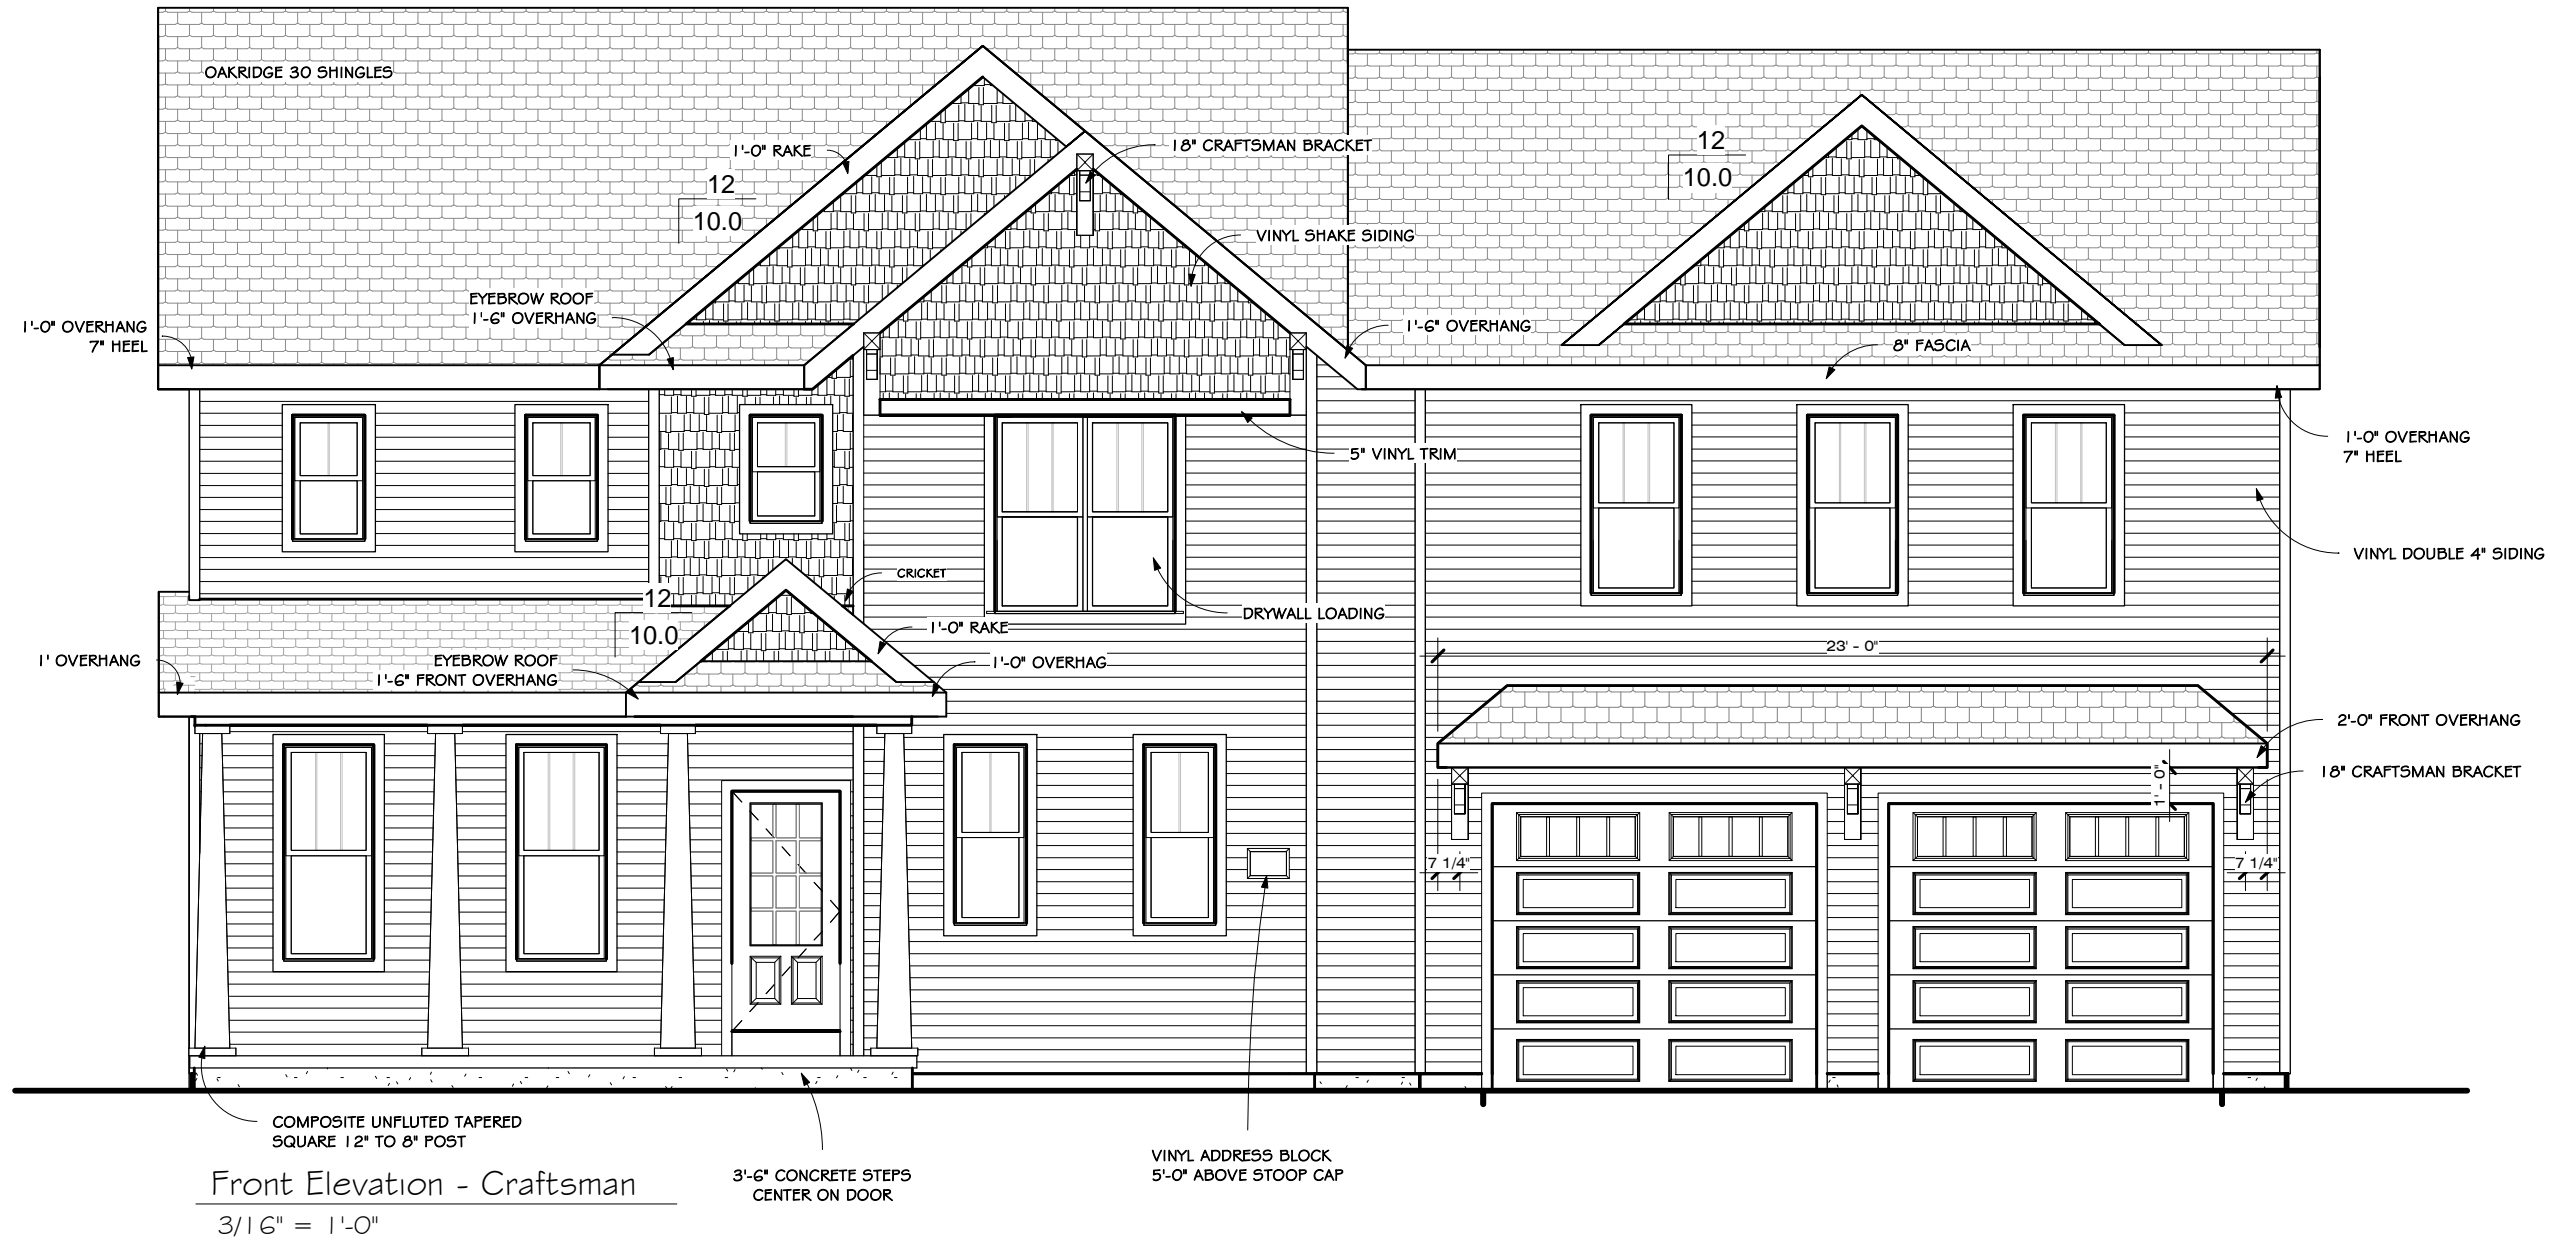 OAKRIDGE 30 SHINGLES
1'-0" RAKE
18" CRAFTSMAN BRACKET
12
10.0
12
10.0
VINYL SHAKE SIDING
EYEBROW ROOF
1'-6" OVERHANG
1'-0" OVERHANG
7" HEEL
1'-6" OVERHANG
8" FASCIA
1'-0" OVERHANG
7" HEEL
5" VINYL TRIM
VINYL DOUBLE 4" SIDING
CRICKET
12
10.0
DRYWALL LOADING
1'-0" RAKE
23' - 0"
1' OVERHANG
EYEBROW ROOF
1'-6" FRONT OVERHANG
1'-0" OVERHAG
2'-0" FRONT OVERHANG
18" CRAFTSMAN BRACKET
1' - 0"
7 1/4"
7 1/4"
COMPOSITE UNFLUTED TAPERED
SQUARE 12" TO 8" POST
3'-6" CONCRETE STEPS
CENTER ON DOOR
VINYL ADDRESS BLOCK
5'-0" ABOVE STOOP CAP
Front Elevation - Craftsman
3/16" = 1'-0"